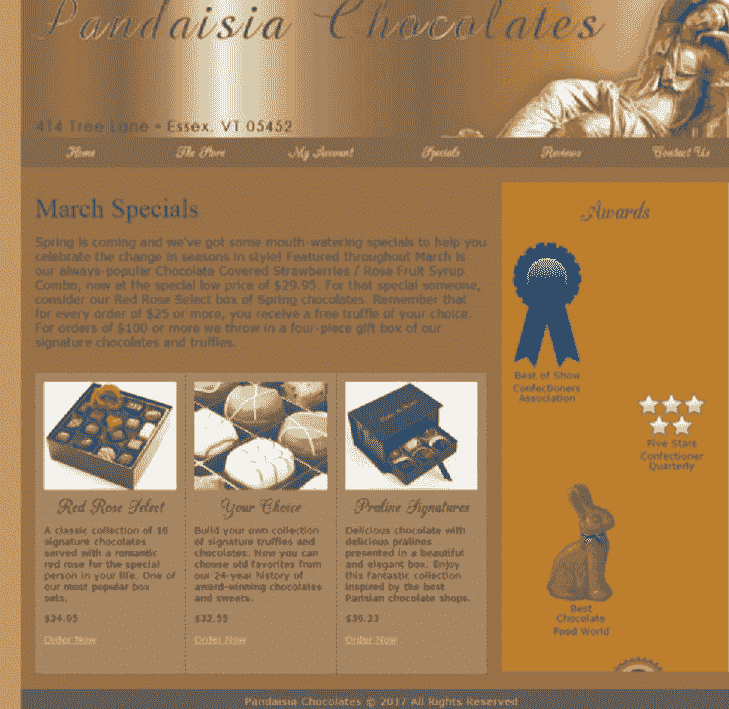 Pandaisia Chocolates
414 Tree Lane • Essex, VT 05452
Home The Store My Account Specials Reviews Contact Us
March Specials
Spring is coming and we've got some mouth-watering specials to help you
celebrate the change in seasons in style! Featured throughout March is
our always-popular Chocolate Covered Strawberries / Rose Fruit Syrup
Combo, now at the special low price of $29.95. For that special someone,
consider our Red Rose Select box of Spring chocolates. Remember that
for every order of $25 or more, you receive a free truffle of your choice.
For orders of $100 or more we throw in a four-piece gift box of our
signature chocolates and truffles.
Red Rose Select
A classic collection of
signature chocolates
served with a romantic
red rose for the special
person in your life. One of
our most popular box
sets.
Order Now
Your Choice
Build your own collection
of signature truffles and
chocolates. Now you can
choose old favorites from
our 24-year history of
award-winning chocolates
and sweets.
$32.55
Order Now
Praline Signatures
Delicious chocolate with
delicious pralines
presented in a beautiful
and elegant box. Enjoy
this fantastic collection
inspired by the best
Parisian chocolate shops.
Order Now
Awards
Best of Show
Confectioners
Association
Five Stars
Confectioner
Quarterly
Best
Chocolate
Food World
Pandaisia Chocolates © 2017 All Rights Reserved